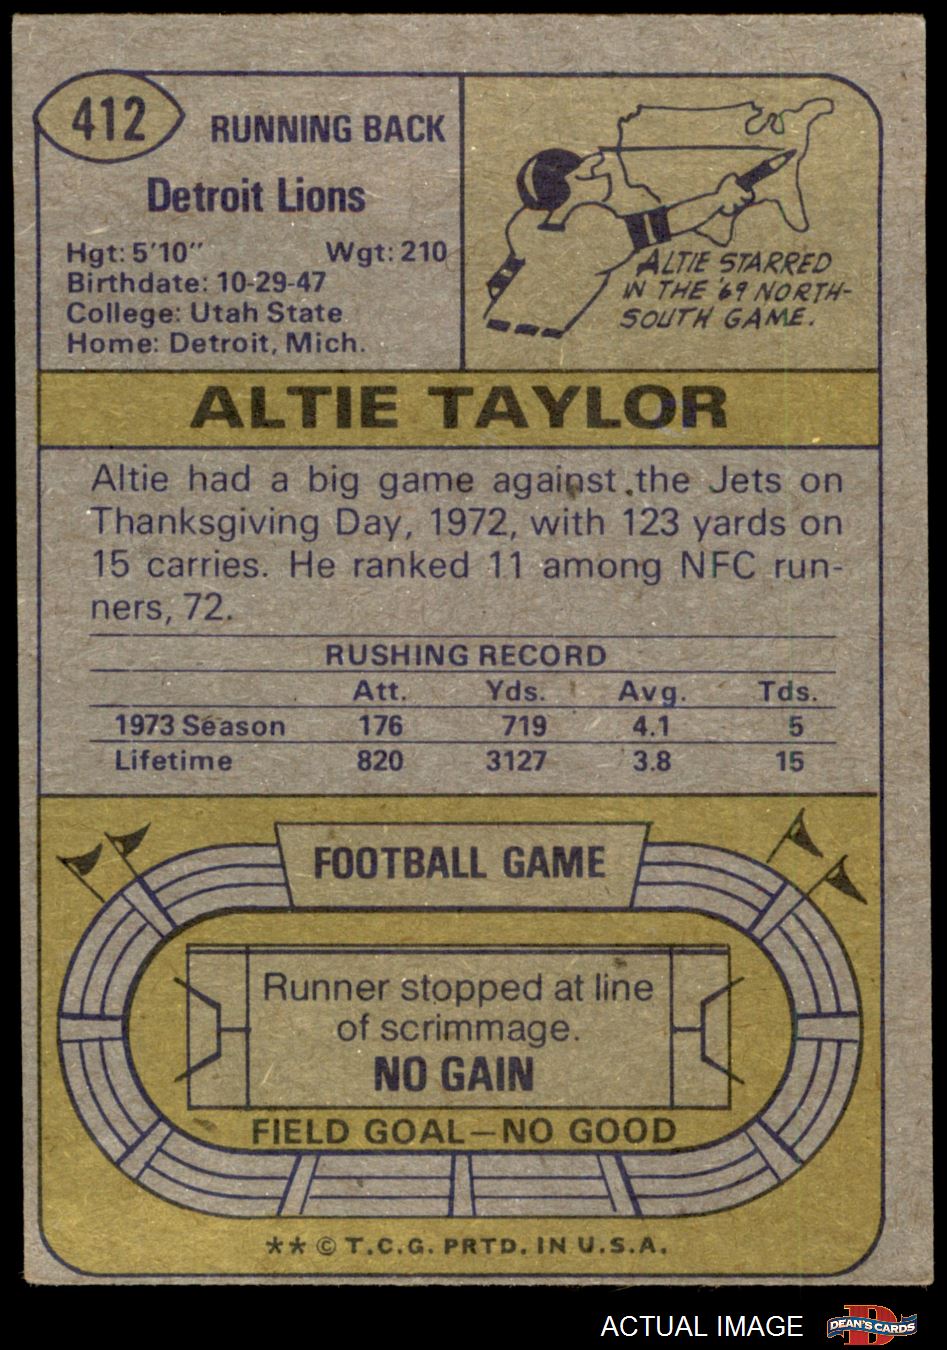 412
RUNNING BACK
Detroit Lions
Hgt: 5'10" Wgt: 210
Birthdate: 10-29-47
College: Utah State
Home: Detroit, Mich.
ALTIE STARRED
IN THE '69 NORTH-
SOUTH GAME.
ALTIE TAYLOR
Altie had a big game against the Jets on
Thanksgiving Day, 1972, with 123 yards on
15 carries. He ranked 11 among NFC run-
ners, 72.
RUSHING RECORD
Att. Yds. Avg. Tds.
1973 Season 176 719 4.1 5
Lifetime 820 3127 3.8 15
FOOTBALL GAME
Runner stopped at line
of scrimmage.
NO GAIN
FIELD GOAL—NO GOOD
** © T.C.G. PRTD. IN U.S.A.
ACTUAL IMAGE
D
DEAN'S CARDS